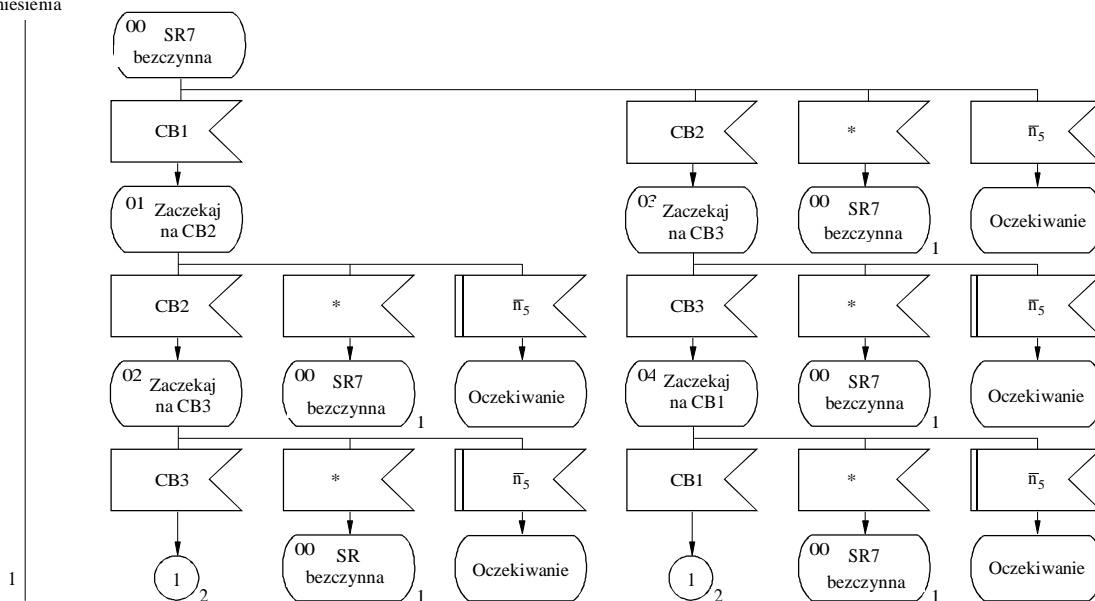 niesienia
00 SR7
bezczynna
CB1
CB2
*
n̅5
01 Zaczekaj
na CB2
03 Zaczekaj
na CB3
00 SR7
bezczynna
1
Oczekiwanie
CB2
*
n̅5
CB3
*
n̅5
02 Zaczekaj
na CB3
00 SR7
bezczynna
1
Oczekiwanie
04 Zaczekaj
na CB1
00 SR7
bezczynna
1
Oczekiwanie
CB3
*
n̅5
CB1
*
n̅5
1
1
2
00 SR
bezczynna
1
Oczekiwanie
1
2
00 SR7
bezczynna
1
Oczekiwanie